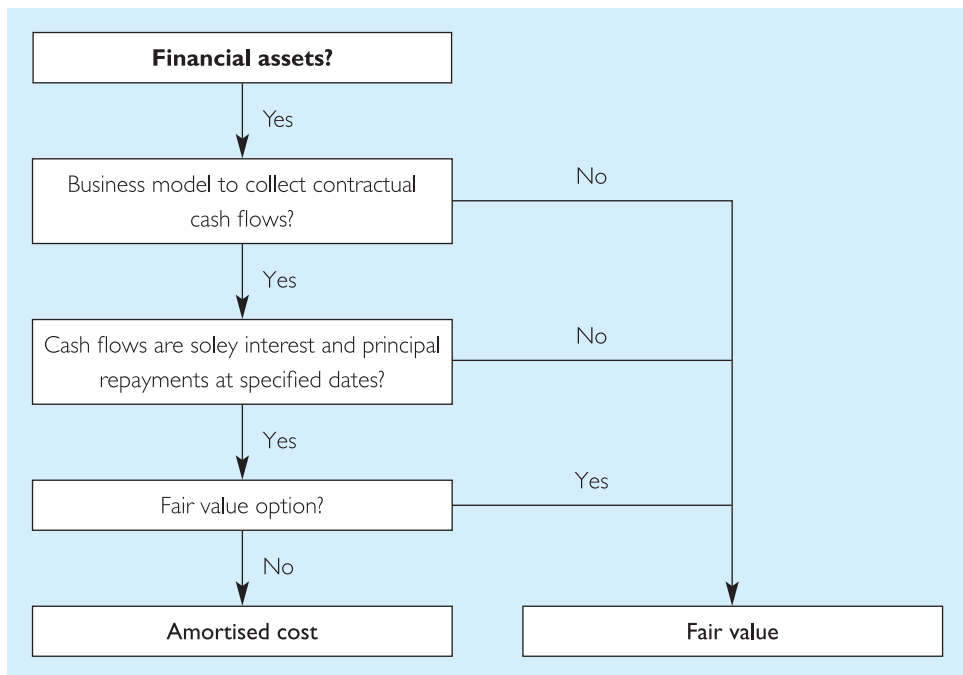 Financial assets?
Yes
Business model to collect contractual
cash flows?
No
Yes
Cash flows are soley interest and principal
repayments at specified dates?
No
Yes
Fair value option?
Yes
No
Amortised cost
Fair value